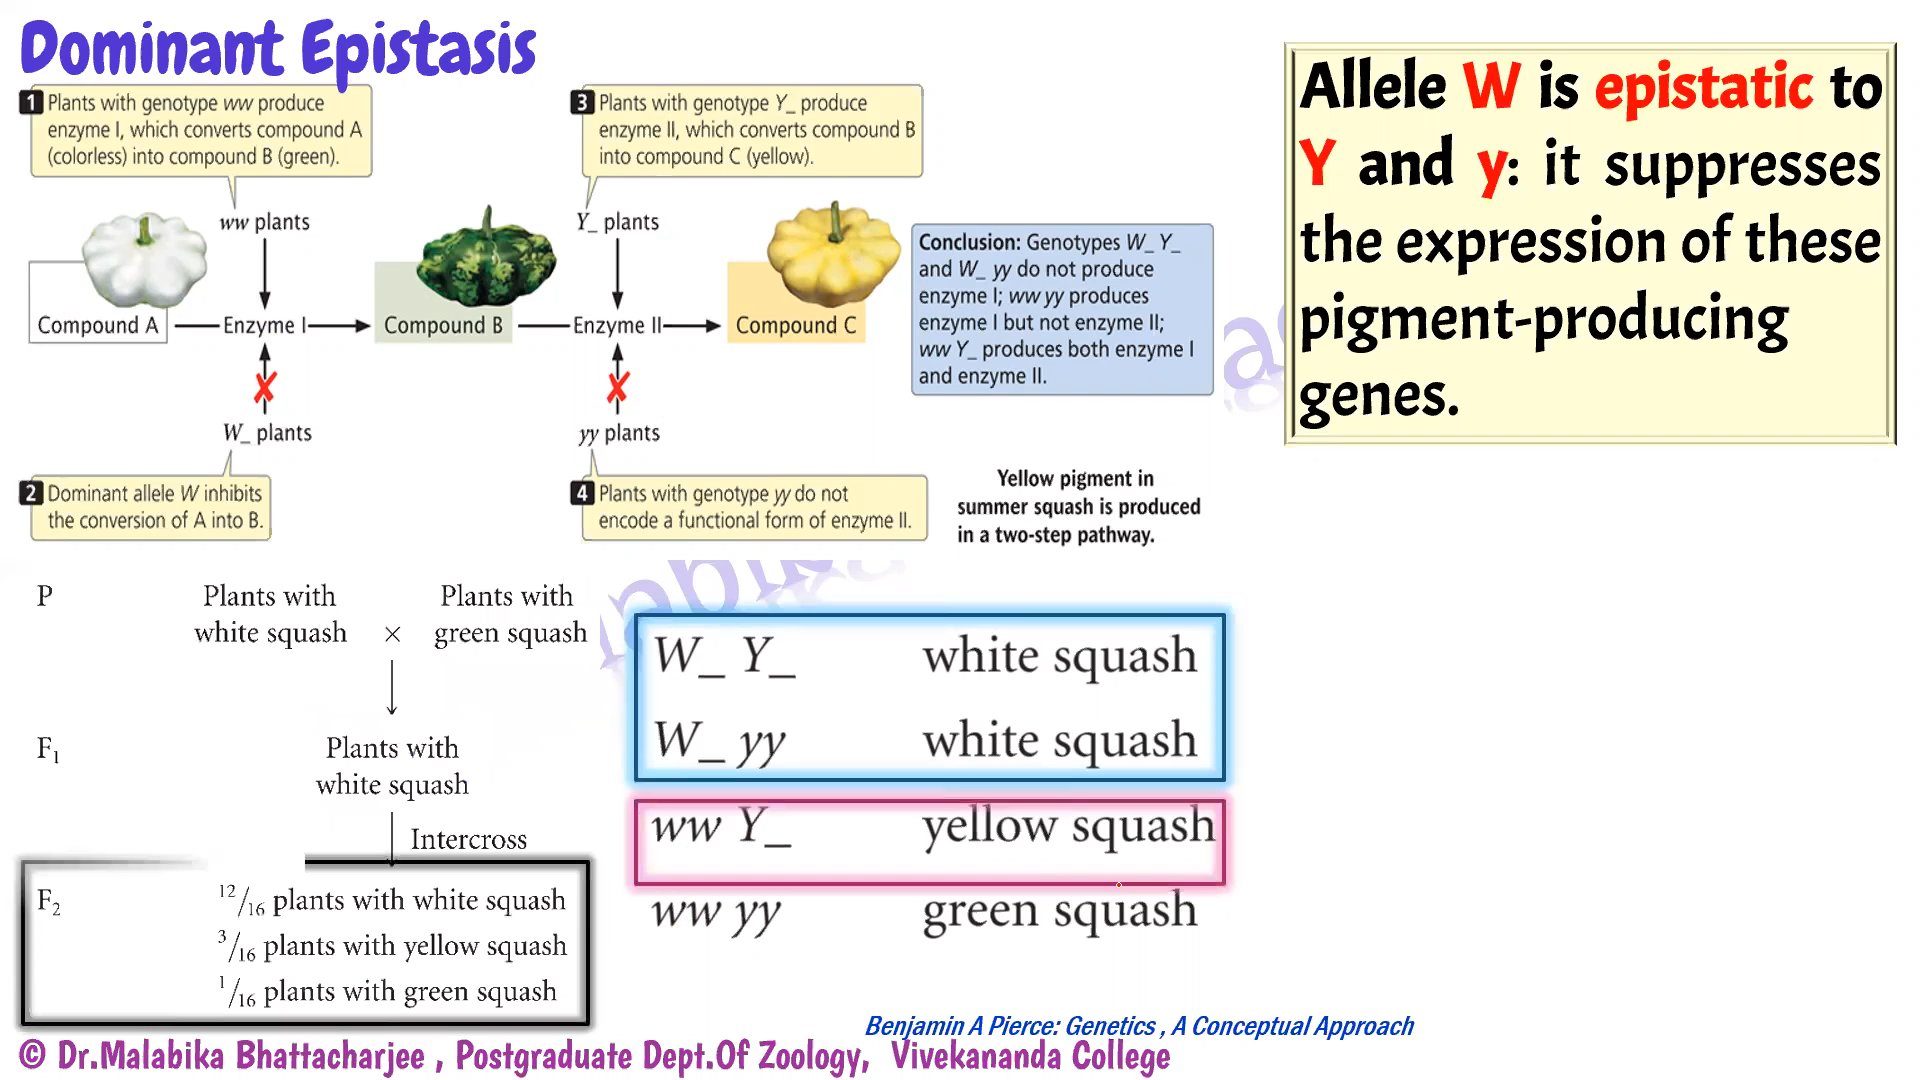 Dominant Epistasis
1 Plants with genotype ww produce
enzyme I, which converts compound A
(colorless) into compound B (green).
3 Plants with genotype Y_ produce
enzyme II, which converts compound B
into compound C (yellow).
ww plants
Y_ plants
Compound A
Enzyme I
Compound B
Enzyme II
Compound C
W_ plants
yy plants
2 Dominant allele W inhibits
the conversion of A into B.
4 Plants with genotype yy do not
encode a functional form of enzyme II.
Conclusion: Genotypes W_ Y_
and W_ yy do not produce
enzyme I; ww yy produces
enzyme I but not enzyme II;
ww Y_ produces both enzyme I
and enzyme II.
Yellow pigment in
summer squash is produced
in a two-step pathway.
Allele W is epistatic to
Y and y: it suppresses
the expression of these
pigment-producing
genes.
P
Plants with
white squash
×
Plants with
green squash
F1
Plants with
white squash
Intercross
F2
12/16 plants with white squash
3/16 plants with yellow squash
1/16 plants with green squash
W_ Y_ white squash
W_ yy white squash
ww Y_ yellow squash
ww yy green squash
Benjamin A Pierce: Genetics , A Conceptual Approach
© Dr.Malabika Bhattacharjee , Postgraduate Dept.Of Zoology, Vivekananda College